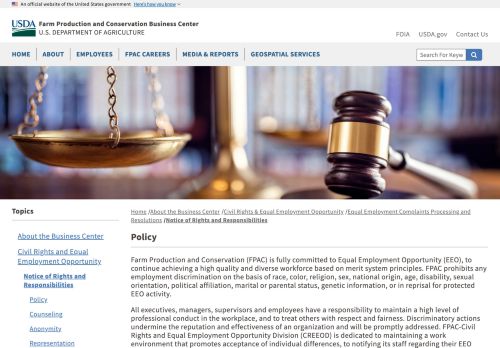 An official website of the United States government Here's how you know
USDA Farm Production and Conservation Business Center
U.S. DEPARTMENT OF AGRICULTURE
FOIA USDA.gov Contact Us
HOME ABOUT EMPLOYEES FPAC CAREERS MEDIA & REPORTS GEOSPATIAL SERVICES
Search For Keyw
Topics
About the Business Center
Civil Rights and Equal
Employment Opportunity
Notice of Rights and
Responsibilities
Policy
Counseling
Anonymity
Representation
Home /About the Business Center /Civil Rights & Equal Employment Opportunity /Equal Employment Complaints Processing and
Resolutions /Notice of Rights and Responsibilities
Policy
Farm Production and Conservation (FPAC) is fully committed to Equal Employment Opportunity (EEO), to
continue achieving a high quality and diverse workforce based on merit system principles. FPAC prohibits any
employment discrimination on the basis of race, color, religion, sex, national origin, age, disability, sexual
orientation, political affiliation, marital or parental status, genetic information, or in reprisal for protected
EEO activity.
All executives, managers, supervisors and employees have a responsibility to maintain a high level of
professional conduct in the workplace, and to treat others with respect and fairness. Discriminatory actions
undermine the reputation and effectiveness of an organization and will be promptly addressed. FPAC-Civil
Rights and Equal Employment Opportunity Division (CREEOD) is dedicated to maintaining a work
environment that promotes acceptance of individual differences, to notifying its staff regarding their EEO